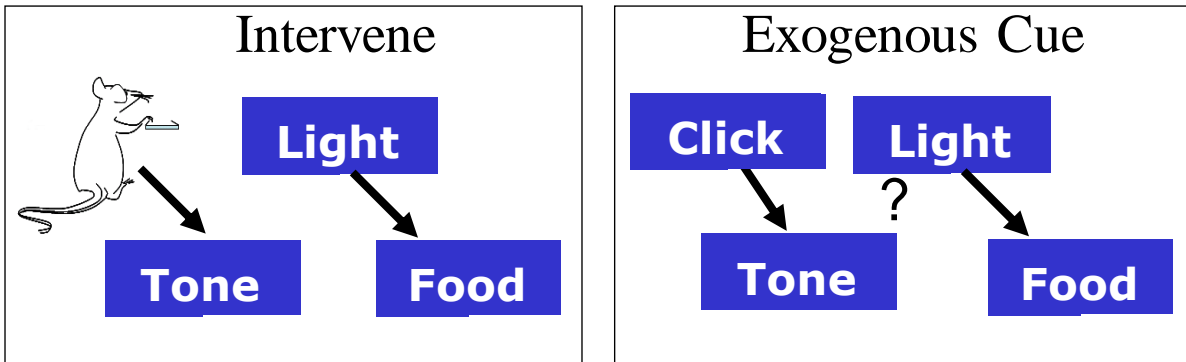 Intervene
Light
Tone
Food
Exogenous Cue
Click
Light
?
Tone
Food